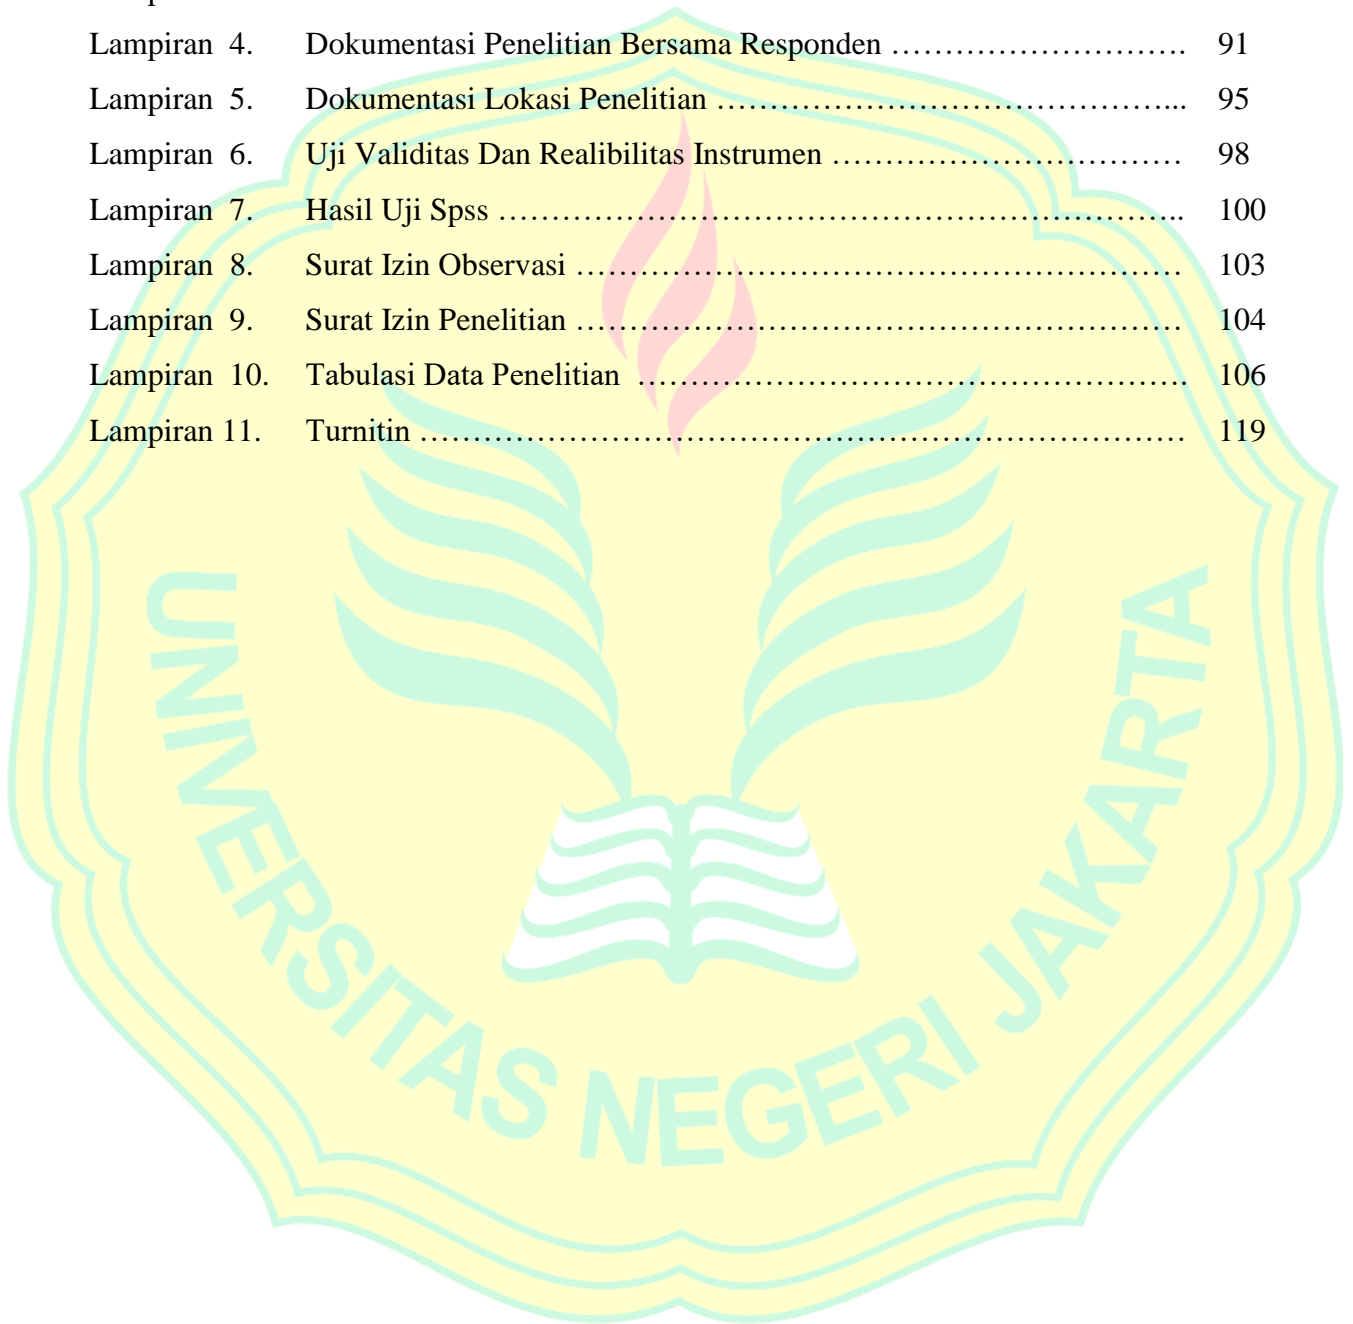 Lampiran 4. Dokumentasi Penelitian Bersama Responden ………………………. 91
Lampiran 5. Dokumentasi Lokasi Penelitian ……………………………………... 95
Lampiran 6. Uji Validitas Dan Realibilitas Instrumen …………………………… 98
Lampiran 7. Hasil Uji Spss ……………………………………………………….. 100
Lampiran 8. Surat Izin Observasi ………………………………………………… 103
Lampiran 9. Surat Izin Penelitian ………………………………………………… 104
Lampiran 10. Tabulasi Data Penelitian ……………………………………………. 106
Lampiran 11. Turnitin ……………………………………………………………… 119
UNIVERSITAS NEGERI JAKARTA